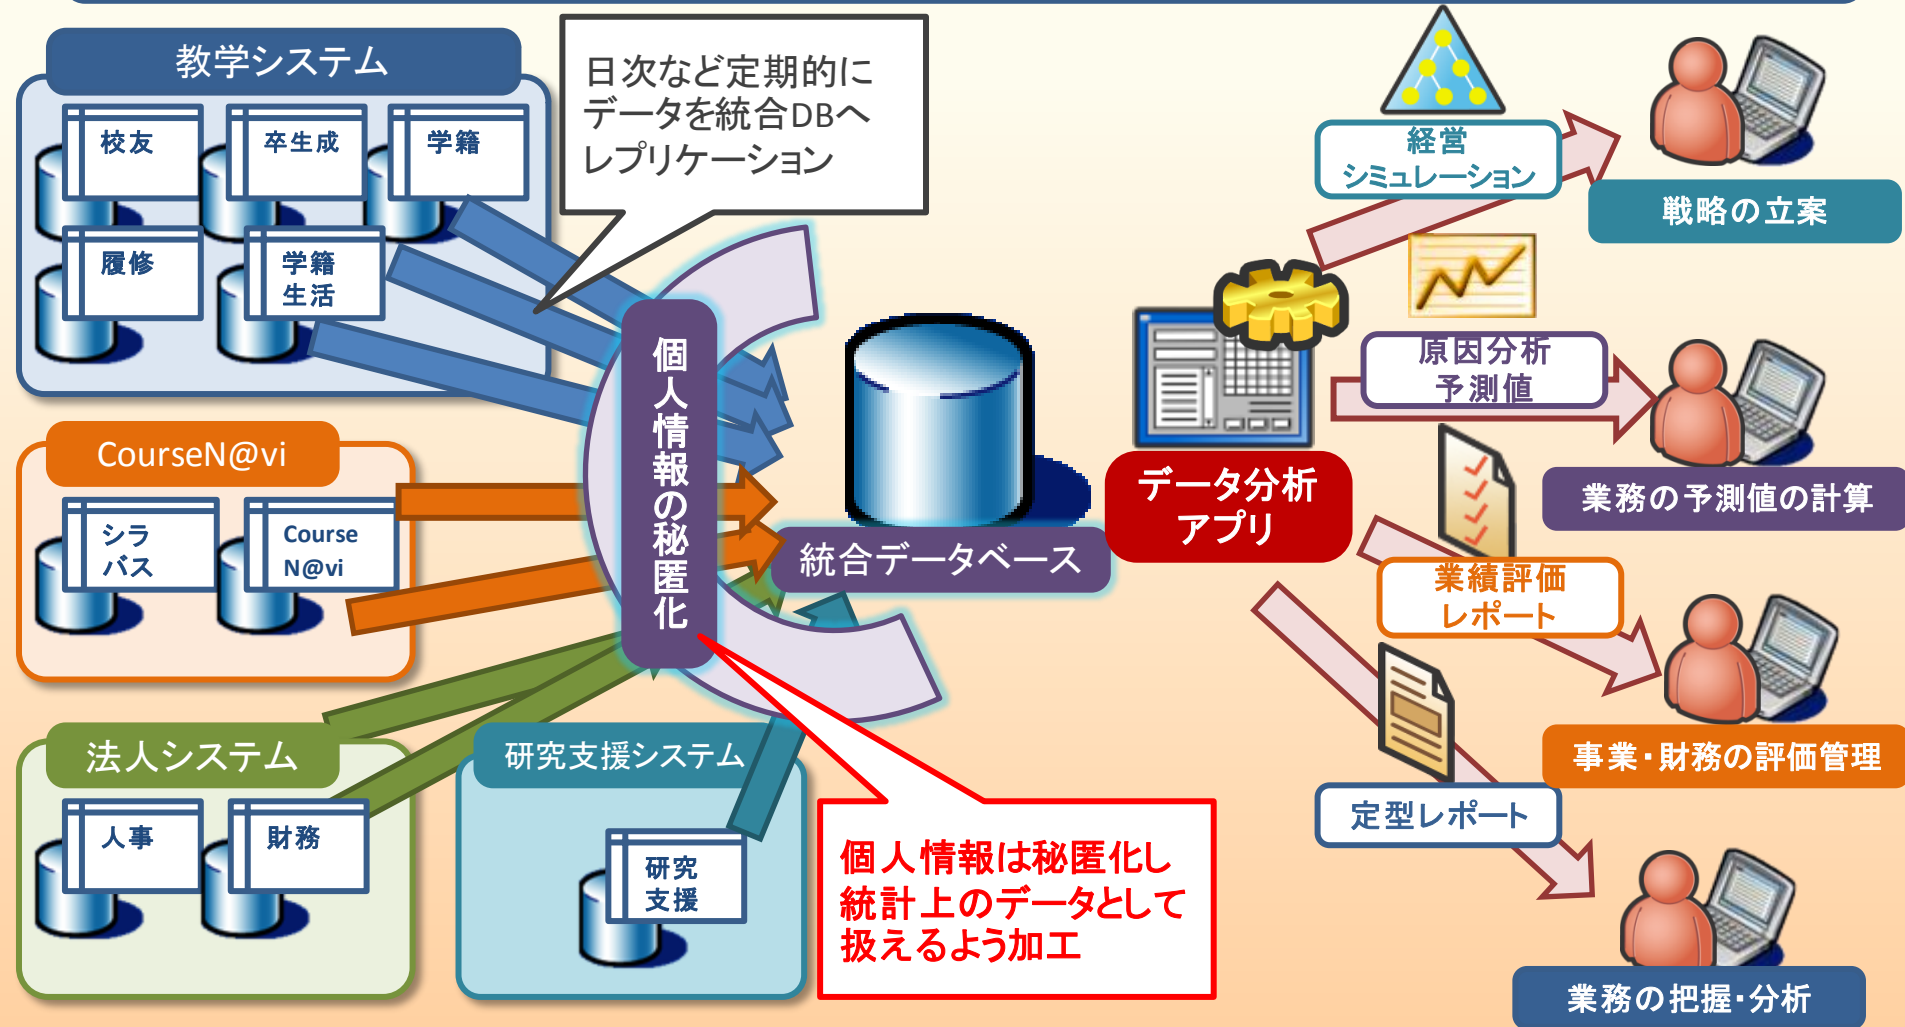 教学システム
校友
卒生成
学籍
履修
学籍
生活
日次など定期的に
データを統合DBへ
レプリケーション
CourseN@vi
シラ
バス
Course
N@vi
法人システム
人事
財務
研究支援システム
研究
支援
個人情報の秘匿化
個人情報は秘匿化し
統計上のデータとして
扱えるよう加工
統合データベース
データ分析
アプリ
経営
シミュレーション
戦略の立案
原因分析
予測値
業務の予測値の計算
業績評価
レポート
事業・財務の評価管理
定型レポート
業務の把握・分析